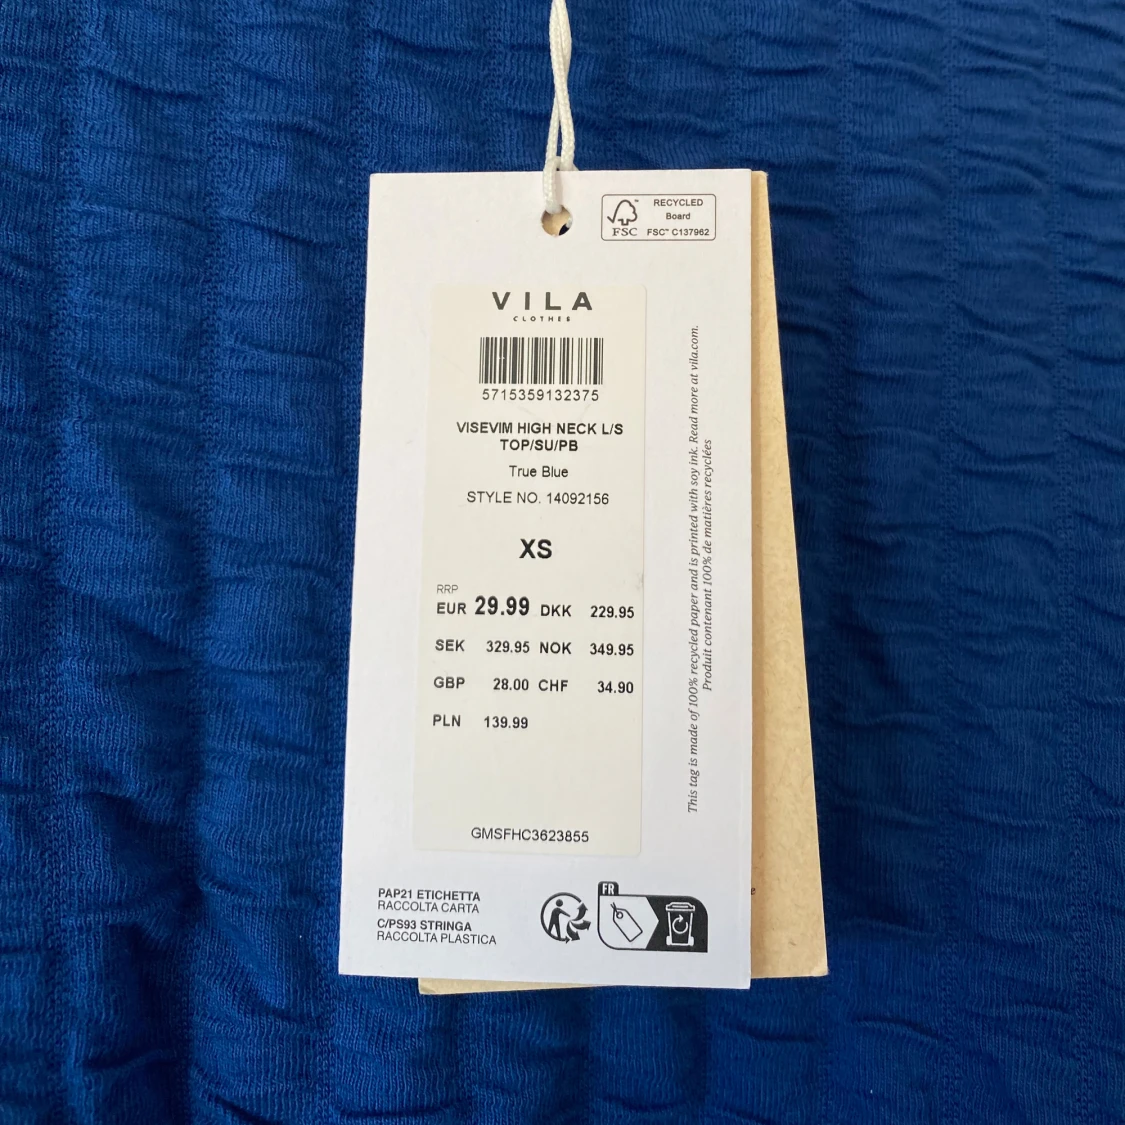 RECYCLED
Board
FSC™ C137962
FSC
VILA
CLOTHES
5715359132375
VISEVIM HIGH NECK L/S
TOP/SU/PB
True Blue
STYLE NO. 14092156
XS
RRP
EUR 29.99 DKK 229.95
SEK 329.95 NOK 349.95
GBP 28.00 CHF 34.90
PLN 139.99
GMSFHC3623855
This tag is made of 100% recycled paper and is printed with soy ink. Read more at vila.com.
Produit contenant 100% de matières recyclées
PAP21 ETICHETTA
RACCOLTA CARTA
C/PS93 STRINGA
RACCOLTA PLASTICA
FR
e